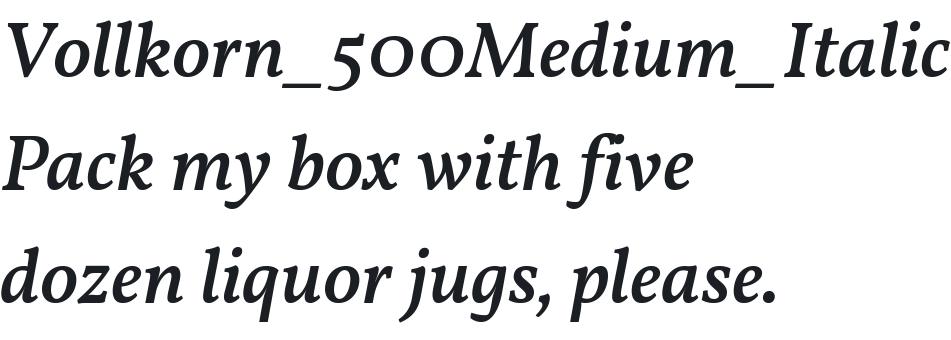 Vollkorn_500Medium_Italic
Pack my box with five
dozen liquor jugs, please.